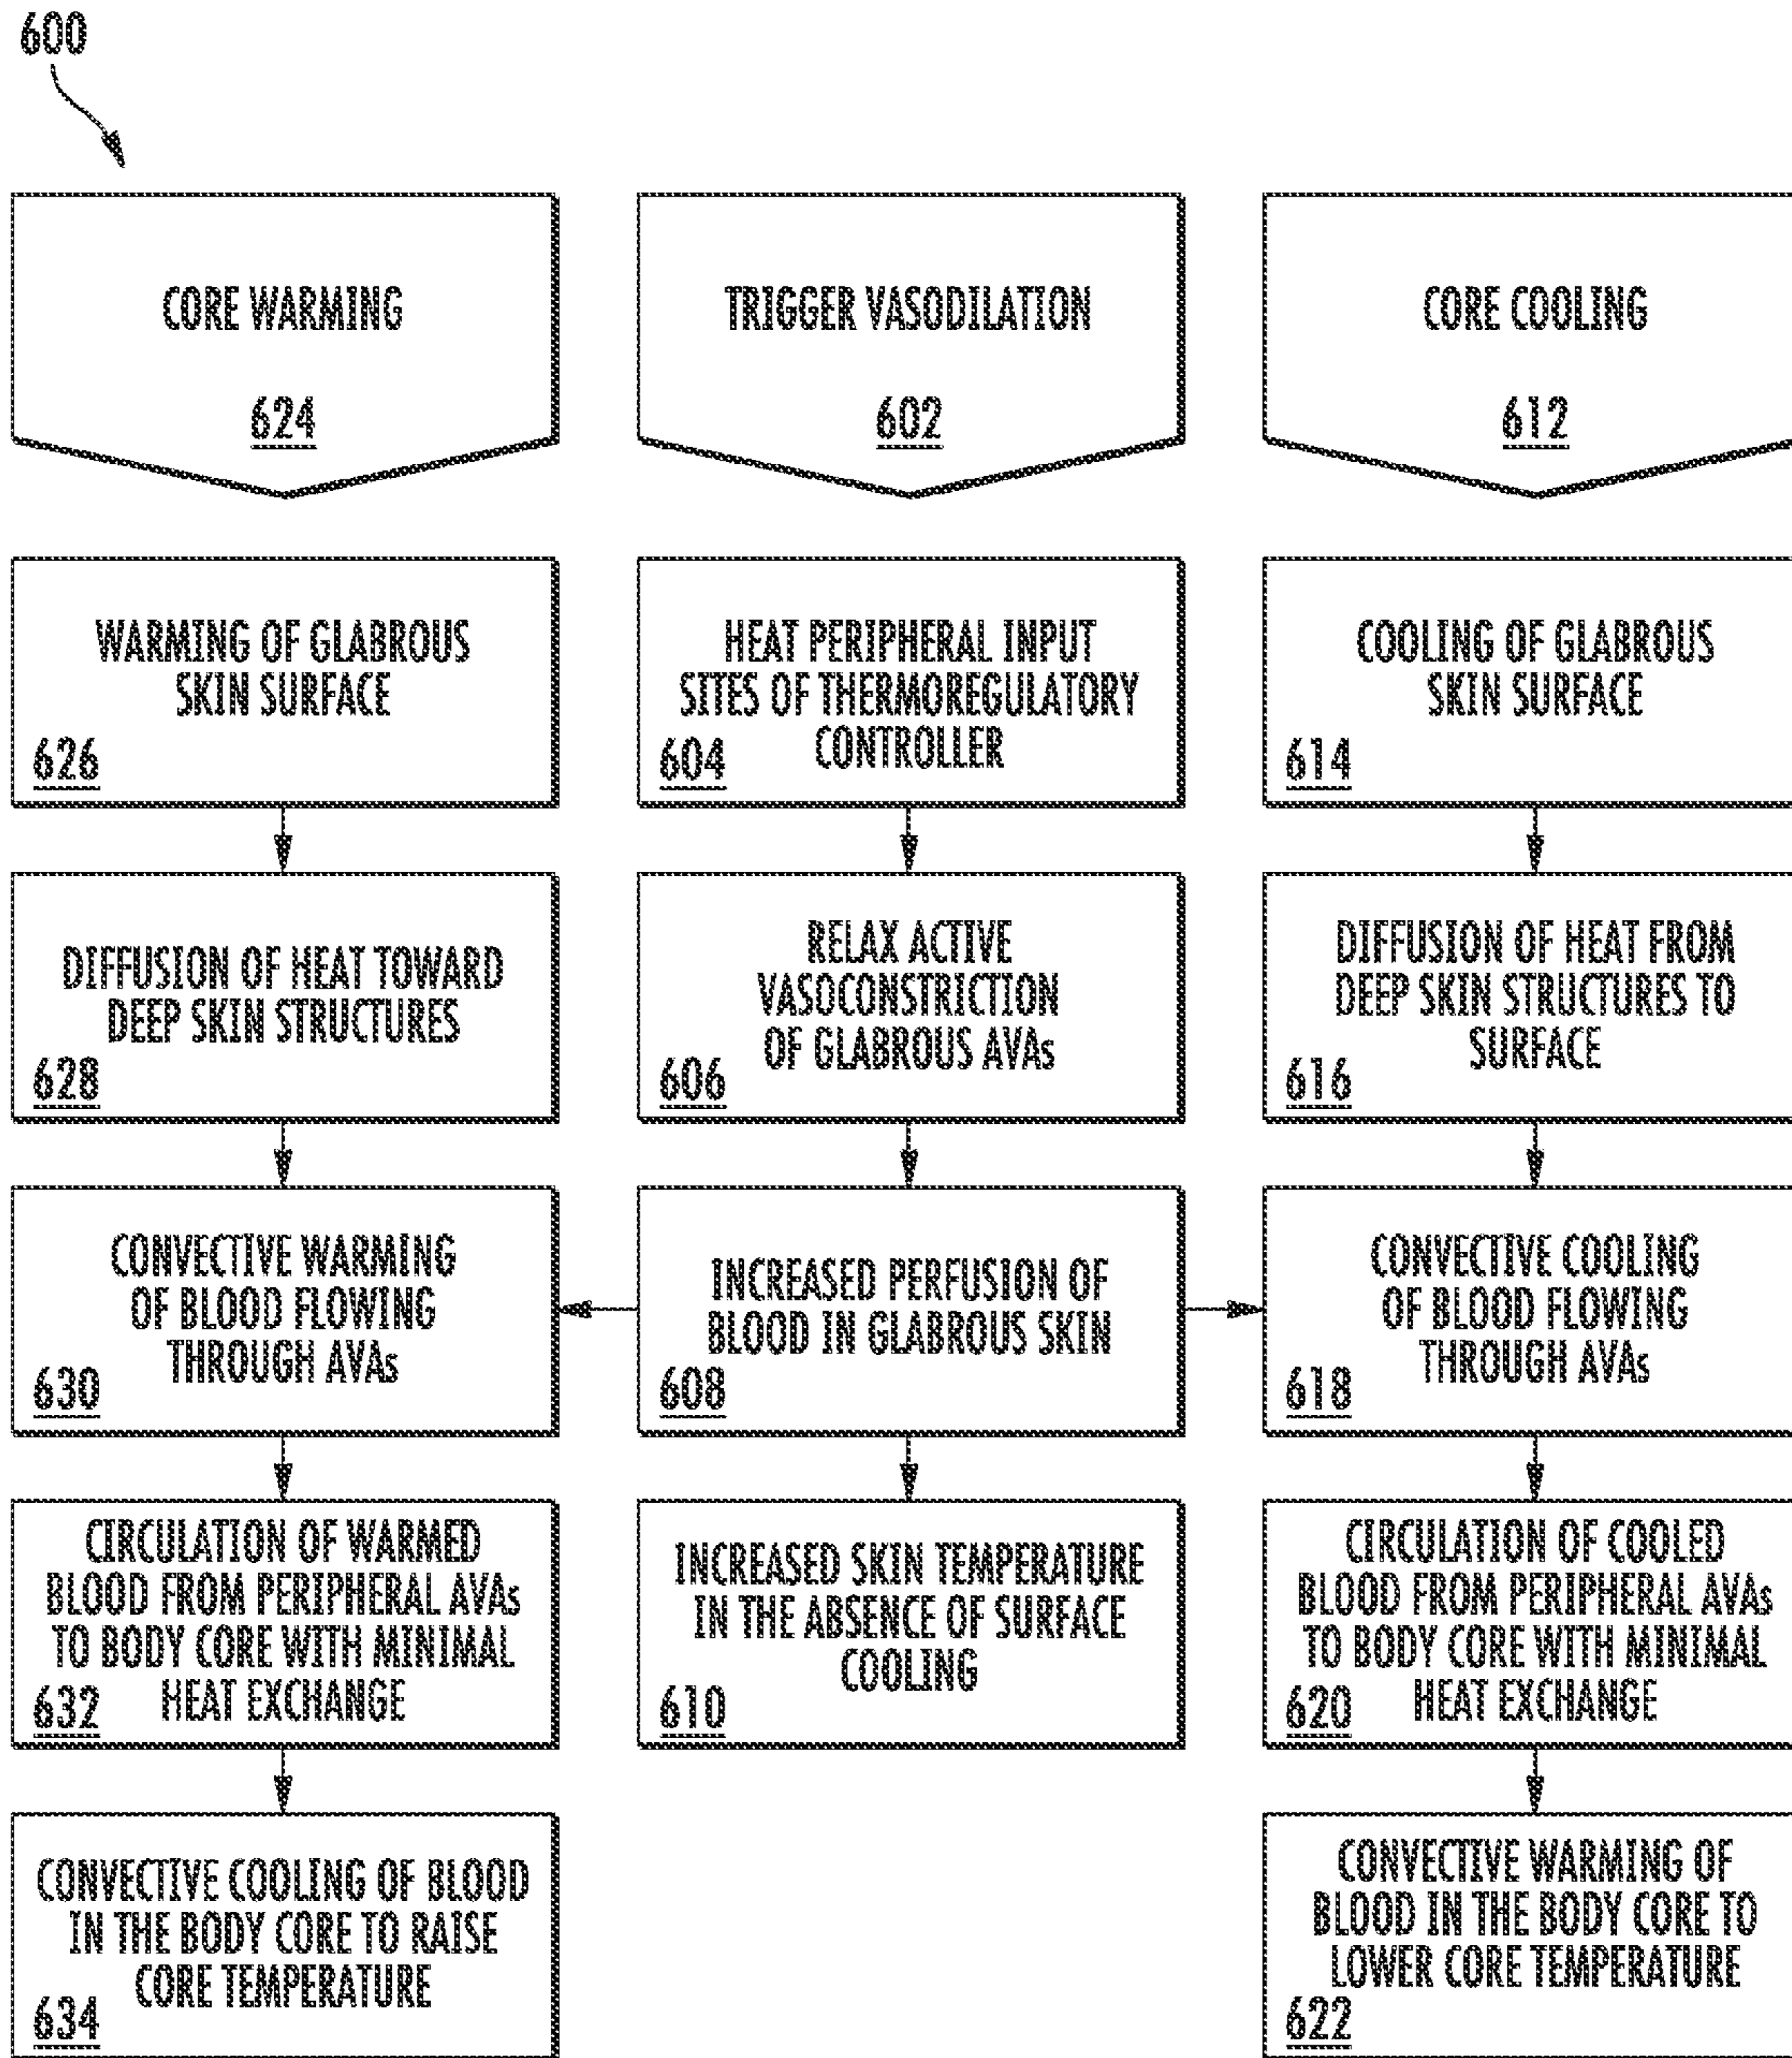 600
CORE WARMING
624
WARMING OF GLABROUS
SKIN SURFACE
626
DIFFUSION OF HEAT TOWARD
DEEP SKIN STRUCTURES
628
CONVECTIVE WARMING
OF BLOOD FLOWING
THROUGH AVAs
630
CIRCULATION OF WARMED
BLOOD FROM PERIPHERAL AVAs
TO BODY CORE WITH MINIMAL
HEAT EXCHANGE
632
CONVECTIVE COOLING OF BLOOD
IN THE BODY CORE TO RAISE
CORE TEMPERATURE
634
TRIGGER VASODILATION
602
HEAT PERIPHERAL INPUT
SITES OF THERMOREGULATORY
CONTROLLER
604
RELAX ACTIVE
VASOCONSTRICTION
OF GLABROUS AVAs
606
INCREASED PERFUSION OF
BLOOD IN GLABROUS SKIN
608
INCREASED SKIN TEMPERATURE
IN THE ABSENCE OF SURFACE
COOLING
610
CORE COOLING
612
COOLING OF GLABROUS
SKIN SURFACE
614
DIFFUSION OF HEAT FROM
DEEP SKIN STRUCTURES TO
SURFACE
616
CONVECTIVE COOLING
OF BLOOD FLOWING
THROUGH AVAs
618
CIRCULATION OF COOLED
BLOOD FROM PERIPHERAL AVAs
TO BODY CORE WITH MINIMAL
HEAT EXCHANGE
620
CONVECTIVE WARMING OF
BLOOD IN THE BODY CORE TO
LOWER CORE TEMPERATURE
622